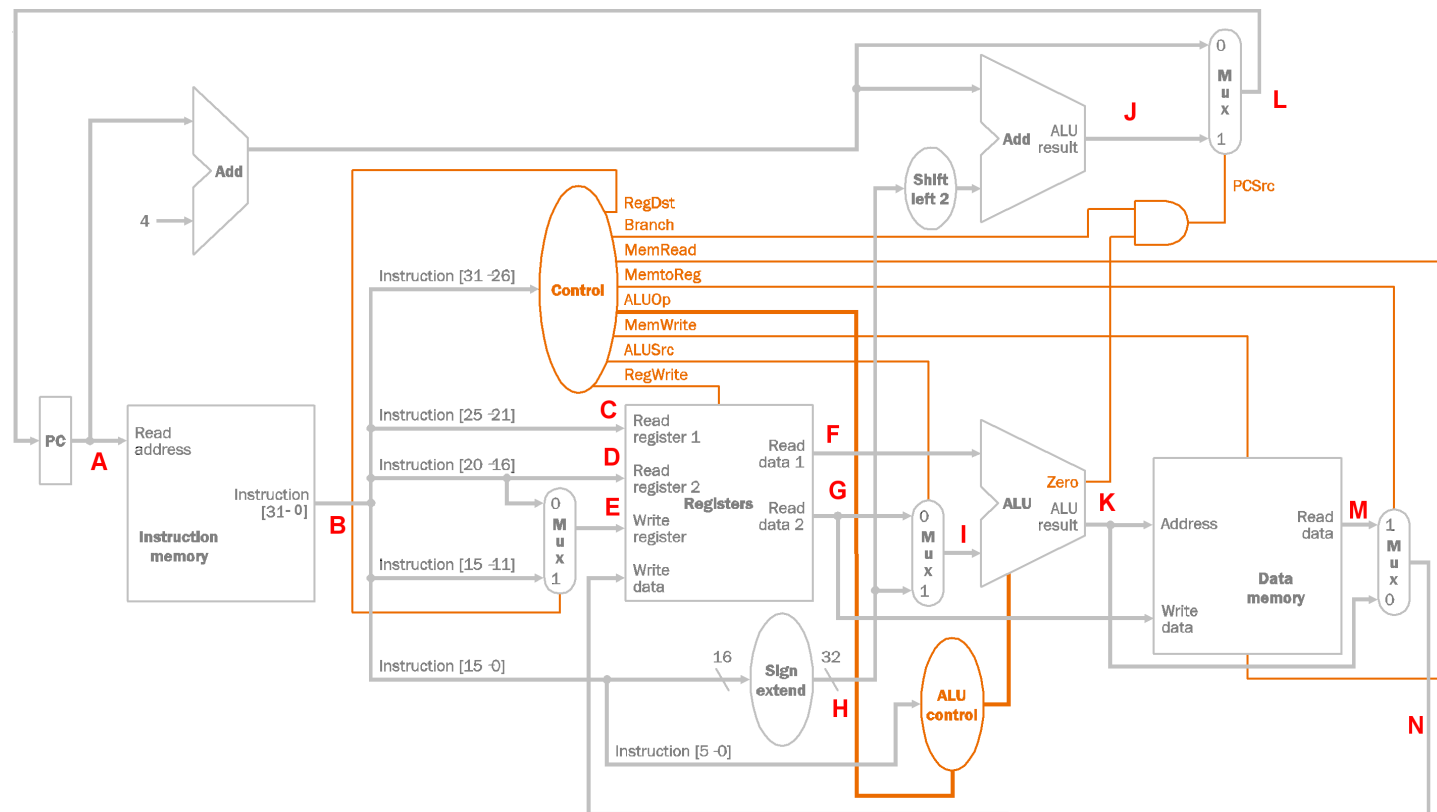 0
M
u
x
1
L
J
Add
ALU
result
Add
4
Shift
left 2
PCSrc
RegDst
Branch
MemRead
MemtoReg
ALUOp
MemWrite
ALUSrc
RegWrite
Control
Instruction [31-26]
PC
A
Read
address
Instruction
[31-0]
Instruction
memory
B
Instruction [25-21]
Instruction [20-16]
Instruction [15-11]
Instruction [15-0]
Instruction [5-0]
0
M
u
x
1
C
D
E
Read
register 1
Read
register 2
Write
register
Write
data
Registers
Read
data 1
Read
data 2
F
G
0
M
u
x
1
I
Zero
ALU
ALU
result
K
Address
Write
data
Read
data
Data
memory
M
1
M
u
x
0
N
16
Sign
extend
32
H
ALU
control